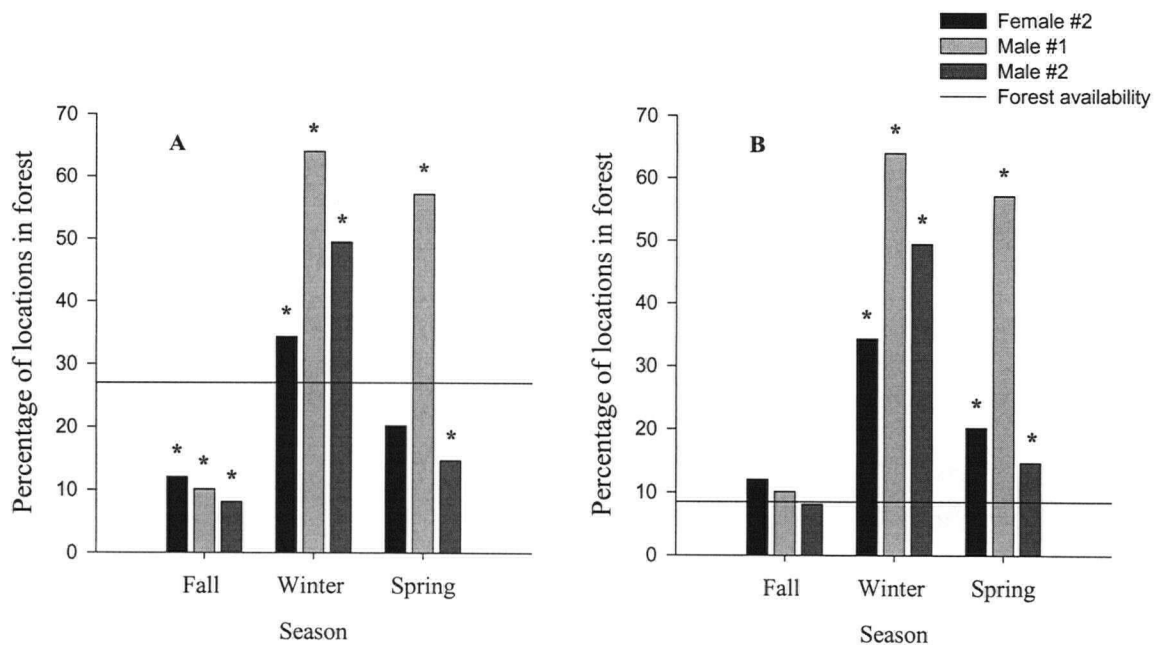 Female #2
Male #1
Male #2
Forest availability
A
Percentage of locations in forest
70
60
50
40
30
20
10
0
* * *
* * *
* *
Fall Winter Spring
Season
B
Percentage of locations in forest
70
60
50
40
30
20
10
0
* * *
* * *
Fall Winter Spring
Season